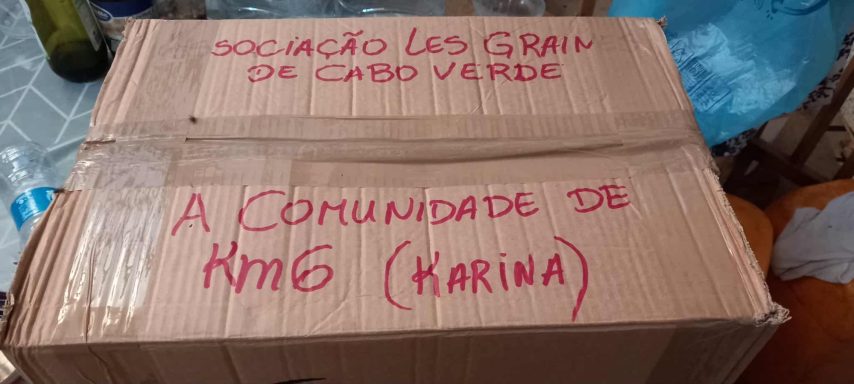 SOCIAÇÃO LES GRAIN
DE CABO VERDE
A COMUNIDADE DE
Km6 (KARINA)